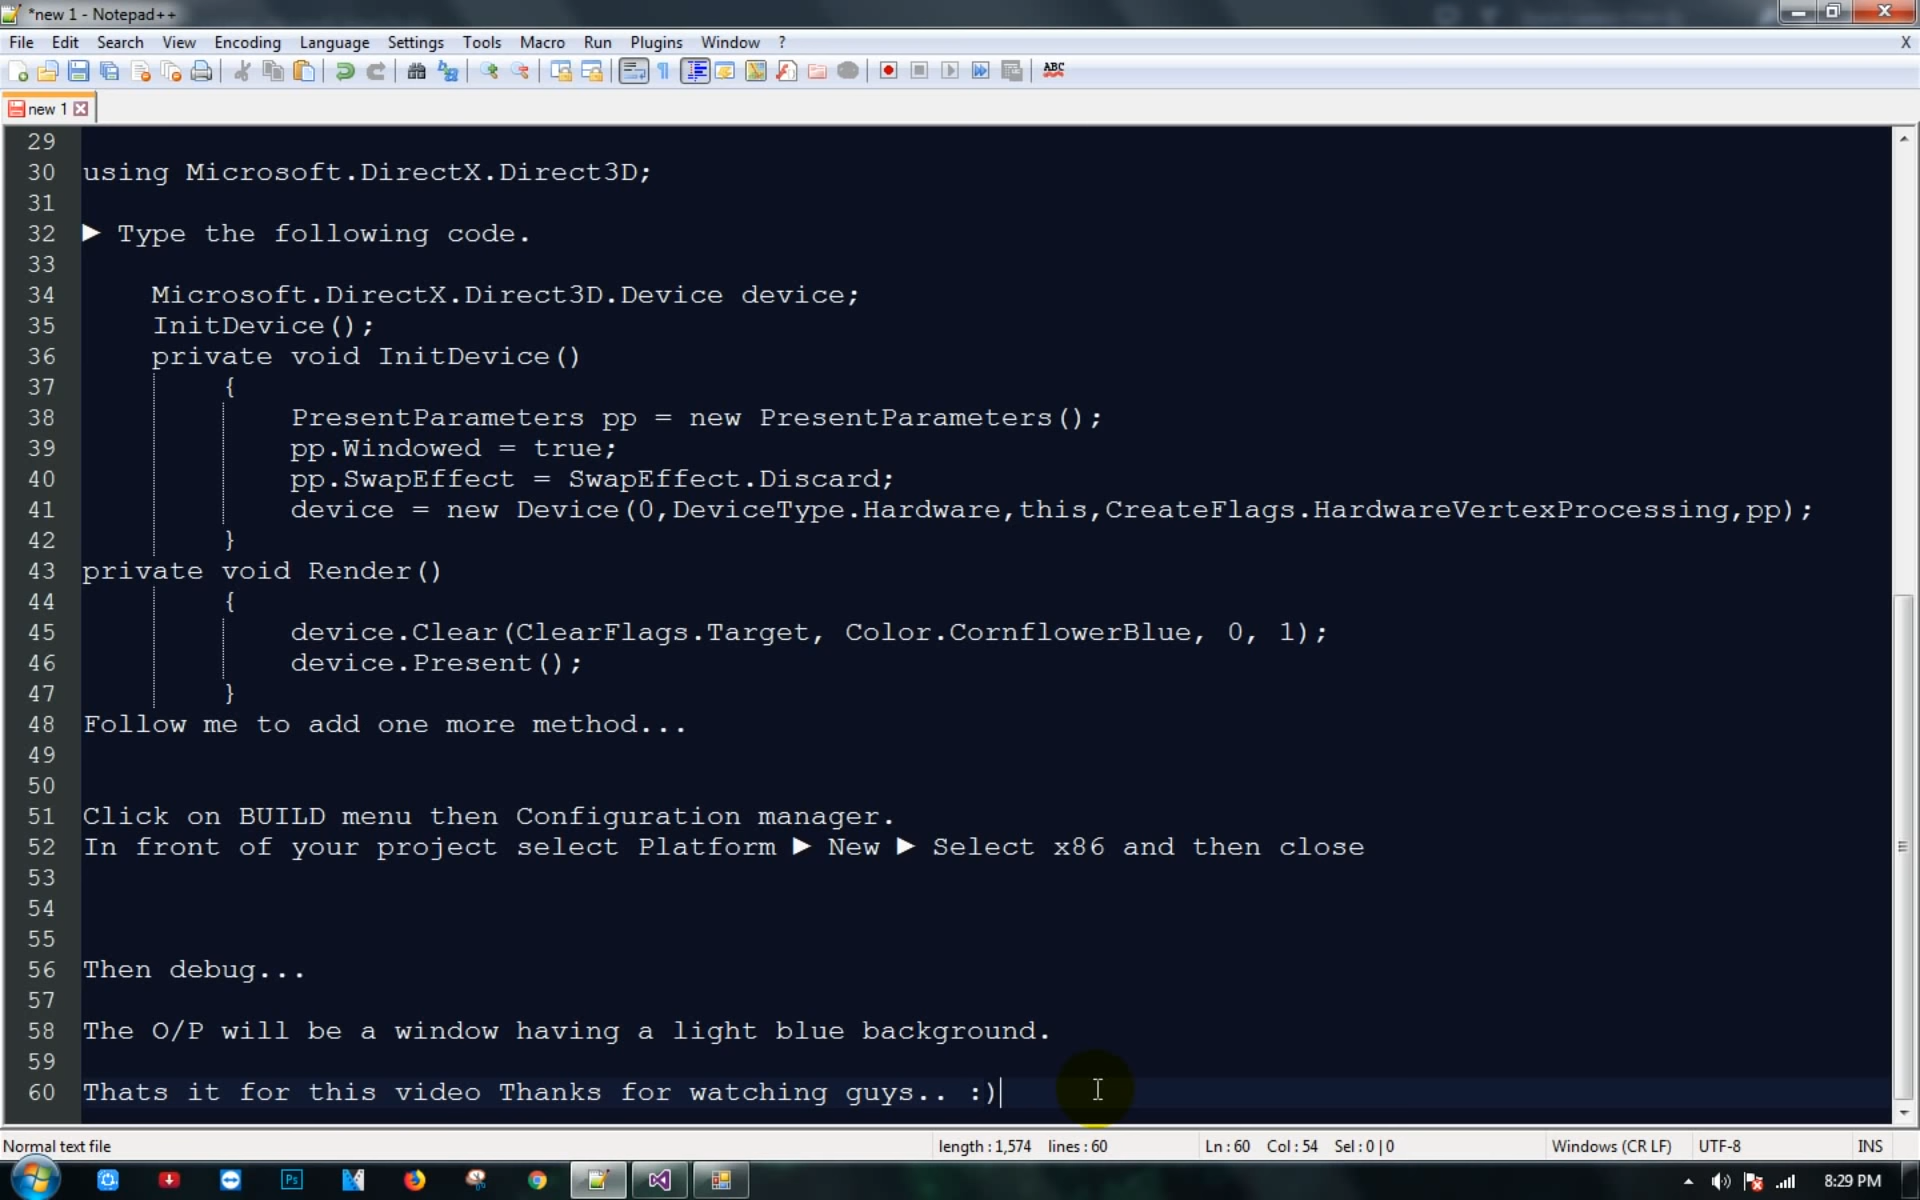 *new 1 - Notepad++
File Edit Search View Encoding Language Settings Tools Macro Run Plugins Window ? X
ABC
new 1
29
30 using Microsoft.DirectX.Direct3D;
31
32 ► Type the following code.
33
34 Microsoft.DirectX.Direct3D.Device device;
35 InitDevice();
36 private void InitDevice()
37 {
38 PresentParameters pp = new PresentParameters();
39 pp.Windowed = true;
40 pp.SwapEffect = SwapEffect.Discard;
41 device = new Device(0,DeviceType.Hardware,this,CreateFlags.HardwareVertexProcessing,pp);
42 }
43 private void Render()
44 {
45 device.Clear(ClearFlags.Target, Color.CornflowerBlue, 0, 1);
46 device.Present();
47 }
48 Follow me to add one more method...
49
50
51 Click on BUILD menu then Configuration manager.
52 In front of your project select Platform ► New ► Select x86 and then close
53
54
55
56 Then debug...
57
58 The O/P will be a window having a light blue background.
59
60 Thats it for this video Thanks for watching guys.. :)
Normal text file length : 1,574 lines : 60 Ln : 60 Col : 54 Sel : 0 | 0 Windows (CR LF) UTF-8 INS
Ps 8:29 PM